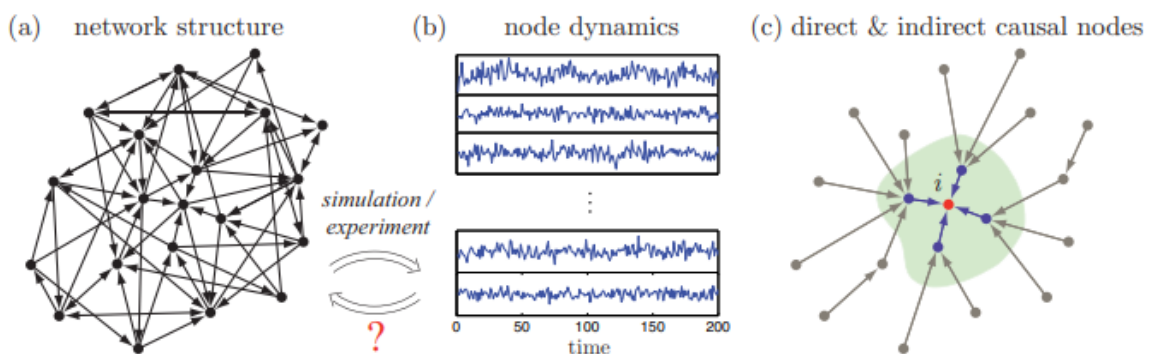 (a) network structure
(b) node dynamics
(c) direct & indirect causal nodes
simulation /
experiment
?
⋮
0 50 100 150 200
time
i